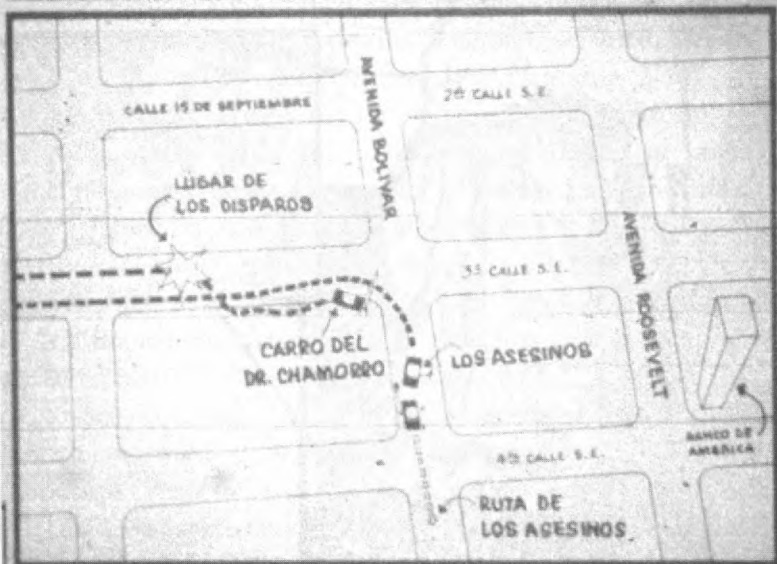 AVENIDA BOLIVAR
CALLE 15 DE SEPTIEMBRE
2ª CALLE S.E.
LUGAR DE
LOS DISPAROS
AVENIDA ROOSEVELT
3ª CALLE S.E.
CARRO DEL
DR. CHAMORRO
LOS ASESINOS
BANCO DE
AMERICA
4ª CALLE S.E.
RUTA DE
LOS ASESINOS